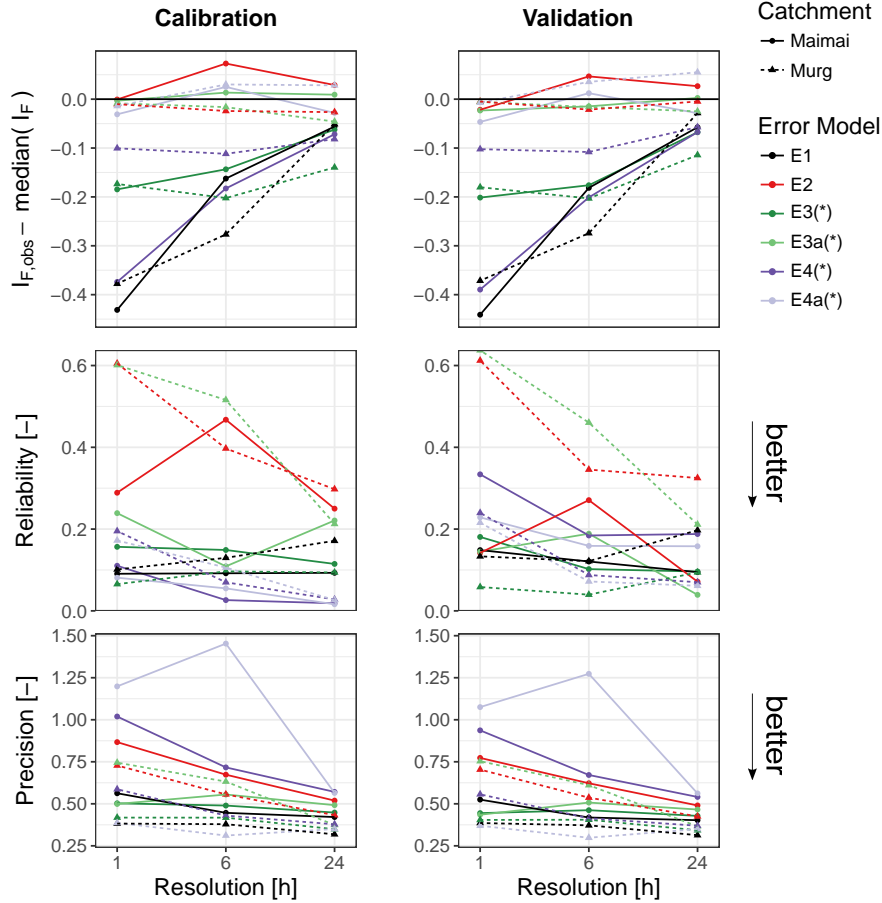 Calibration
Validation
I_F,obs − median( I_F)
0.0
−0.1
−0.2
−0.3
−0.4
0.0
−0.1
−0.2
−0.3
−0.4
Reliability [−]
0.6
0.4
0.2
0.0
0.6
0.4
0.2
0.0
better
Precision [−]
1.50
1.25
1.00
0.75
0.50
0.25
1.50
1.25
1.00
0.75
0.50
0.25
better
1 6 24
1 6 24
Resolution [h]
Resolution [h]
Catchment
Maimai
Murg
Error Model
E1
E2
E3(*)
E3a(*)
E4(*)
E4a(*)